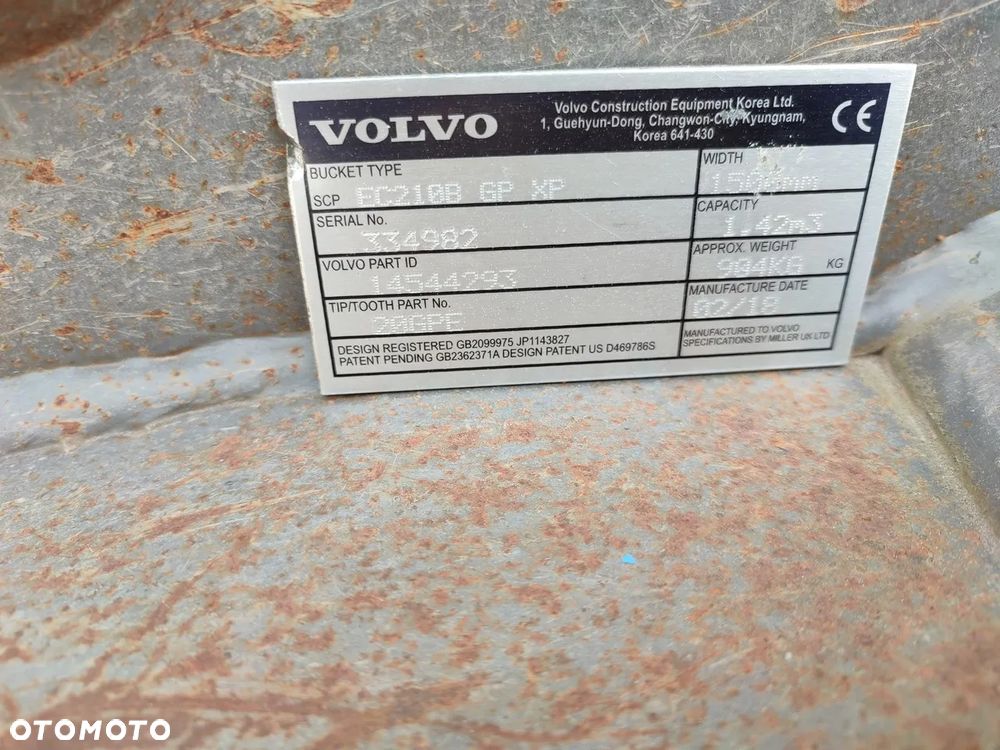 VOLVO
Volvo Construction Equipment Korea Ltd.
1, Guehyun-Dong, Changwon-City, Kyungnam,
Korea 641-430
CE
BUCKET TYPE
SCP EC210B GP XP
WIDTH
1500mm
SERIAL No.
334982
CAPACITY
1.42m3
VOLVO PART ID
14544293
APPROX. WEIGHT
904KG KG
TIP/TOOTH PART No.
20GPE
MANUFACTURE DATE
02/18
DESIGN REGISTERED GB2099975 JP1143827
PATENT PENDING GB2362371A DESIGN PATENT US D469786S
MANUFACTURED TO VOLVO
SPECIFICATIONS BY MILLER UK LTD
OTOMOTO